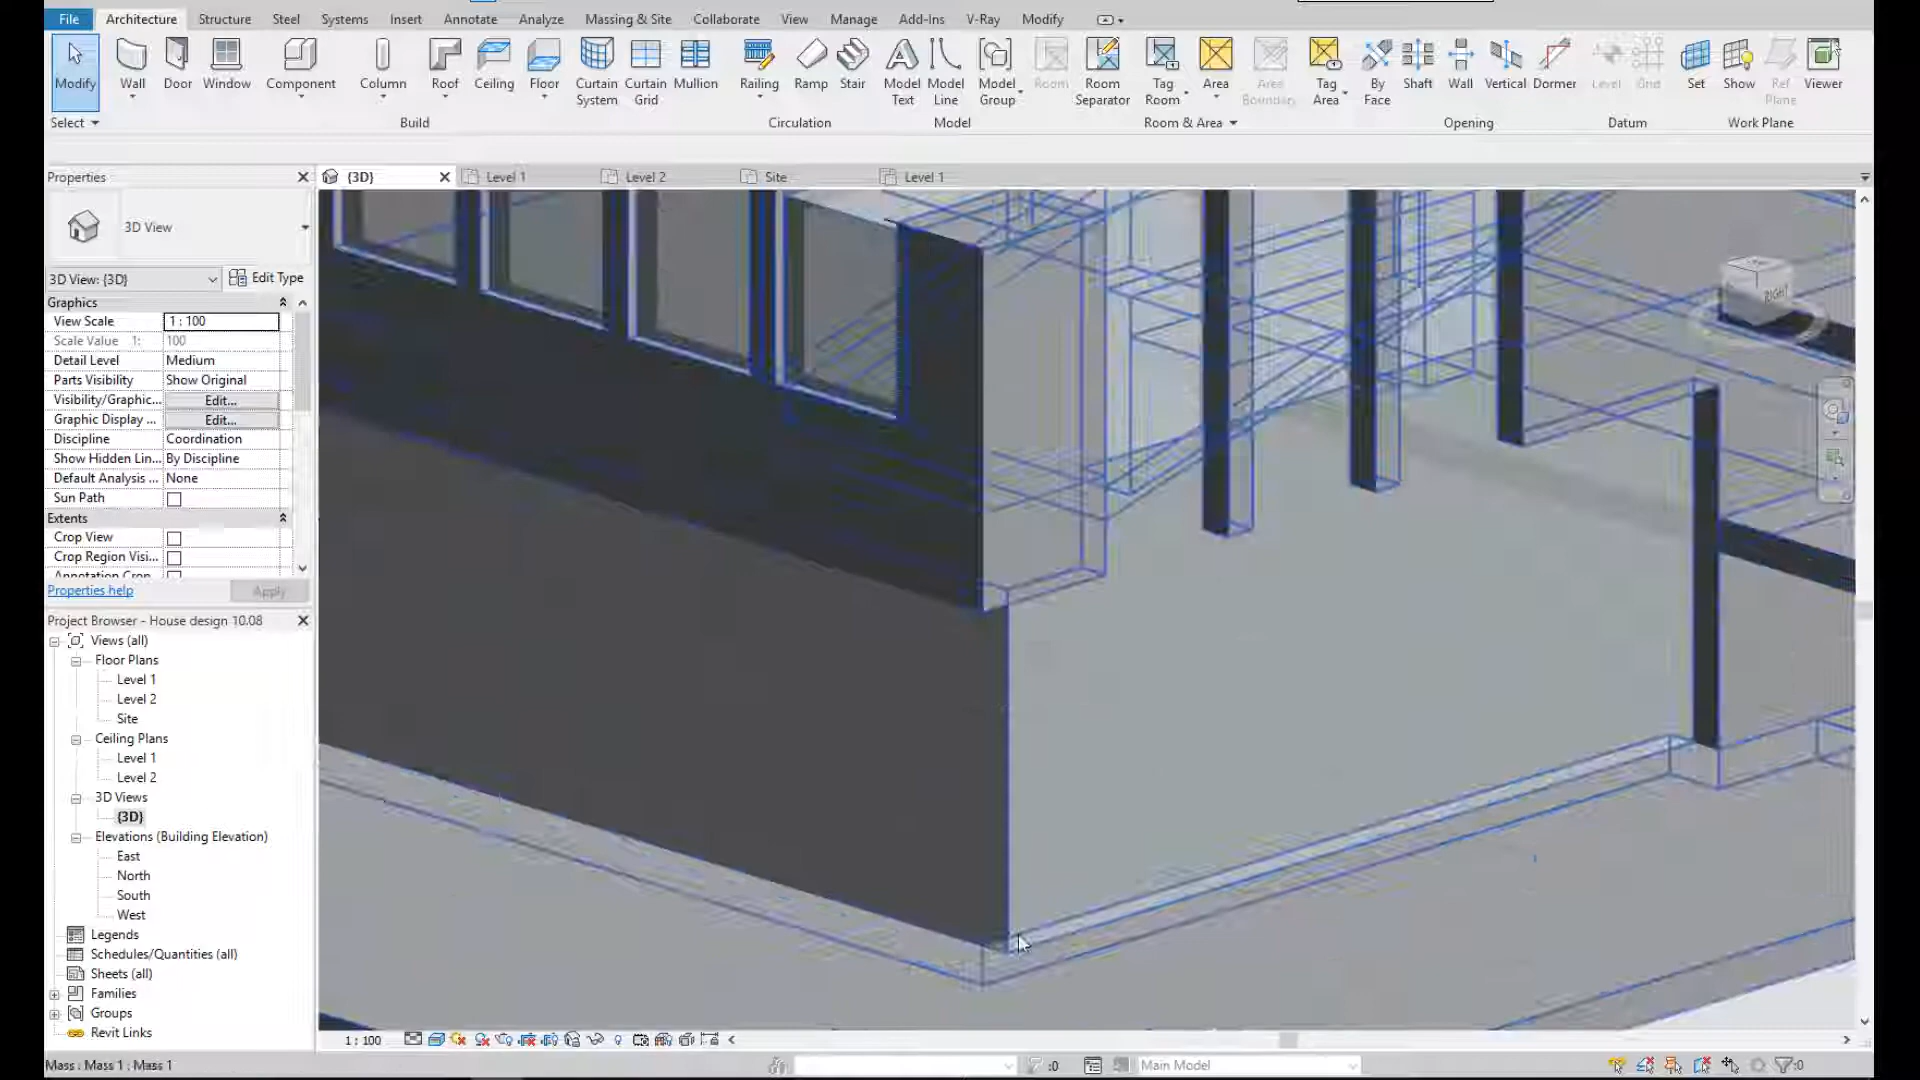 File Architecture Structure Steel Systems Insert Annotate Analyze Massing & Site Collaborate View Manage Add-Ins V-Ray Modify
Modify Wall Door Window Component Column Roof Ceiling Floor Curtain System Curtain Grid Mullion Railing Ramp Stair Model Text Model Line Model Group Room Room Separator Tag Room Area Area Boundary Tag Area By Face Shaft Wall Vertical Dormer Level Grid Set Show Ref Plane Viewer
Select Build Circulation Model Room & Area Opening Datum Work Plane
Properties
{3D} Level 1 Level 2 Site Level 1
3D View
3D View: {3D} Edit Type
Graphics
View Scale 1 : 100
Scale Value 1: 100
Detail Level Medium
Parts Visibility Show Original
Visibility/Graphic... Edit...
Graphic Display ... Edit...
Discipline Coordination
Show Hidden Lin... By Discipline
Default Analysis ... None
Sun Path
Extents
Crop View
Crop Region Visi...
Annotation Crop
Properties help Apply
Project Browser - House design 10.08
Views (all)
Floor Plans
Level 1
Level 2
Site
Ceiling Plans
Level 1
Level 2
3D Views
{3D}
Elevations (Building Elevation)
East
North
South
West
Legends
Schedules/Quantities (all)
Sheets (all)
Families
Groups
Revit Links
RIGHT
1 : 100
Mass : Mass 1 : Mass 1 :0 Main Model :0